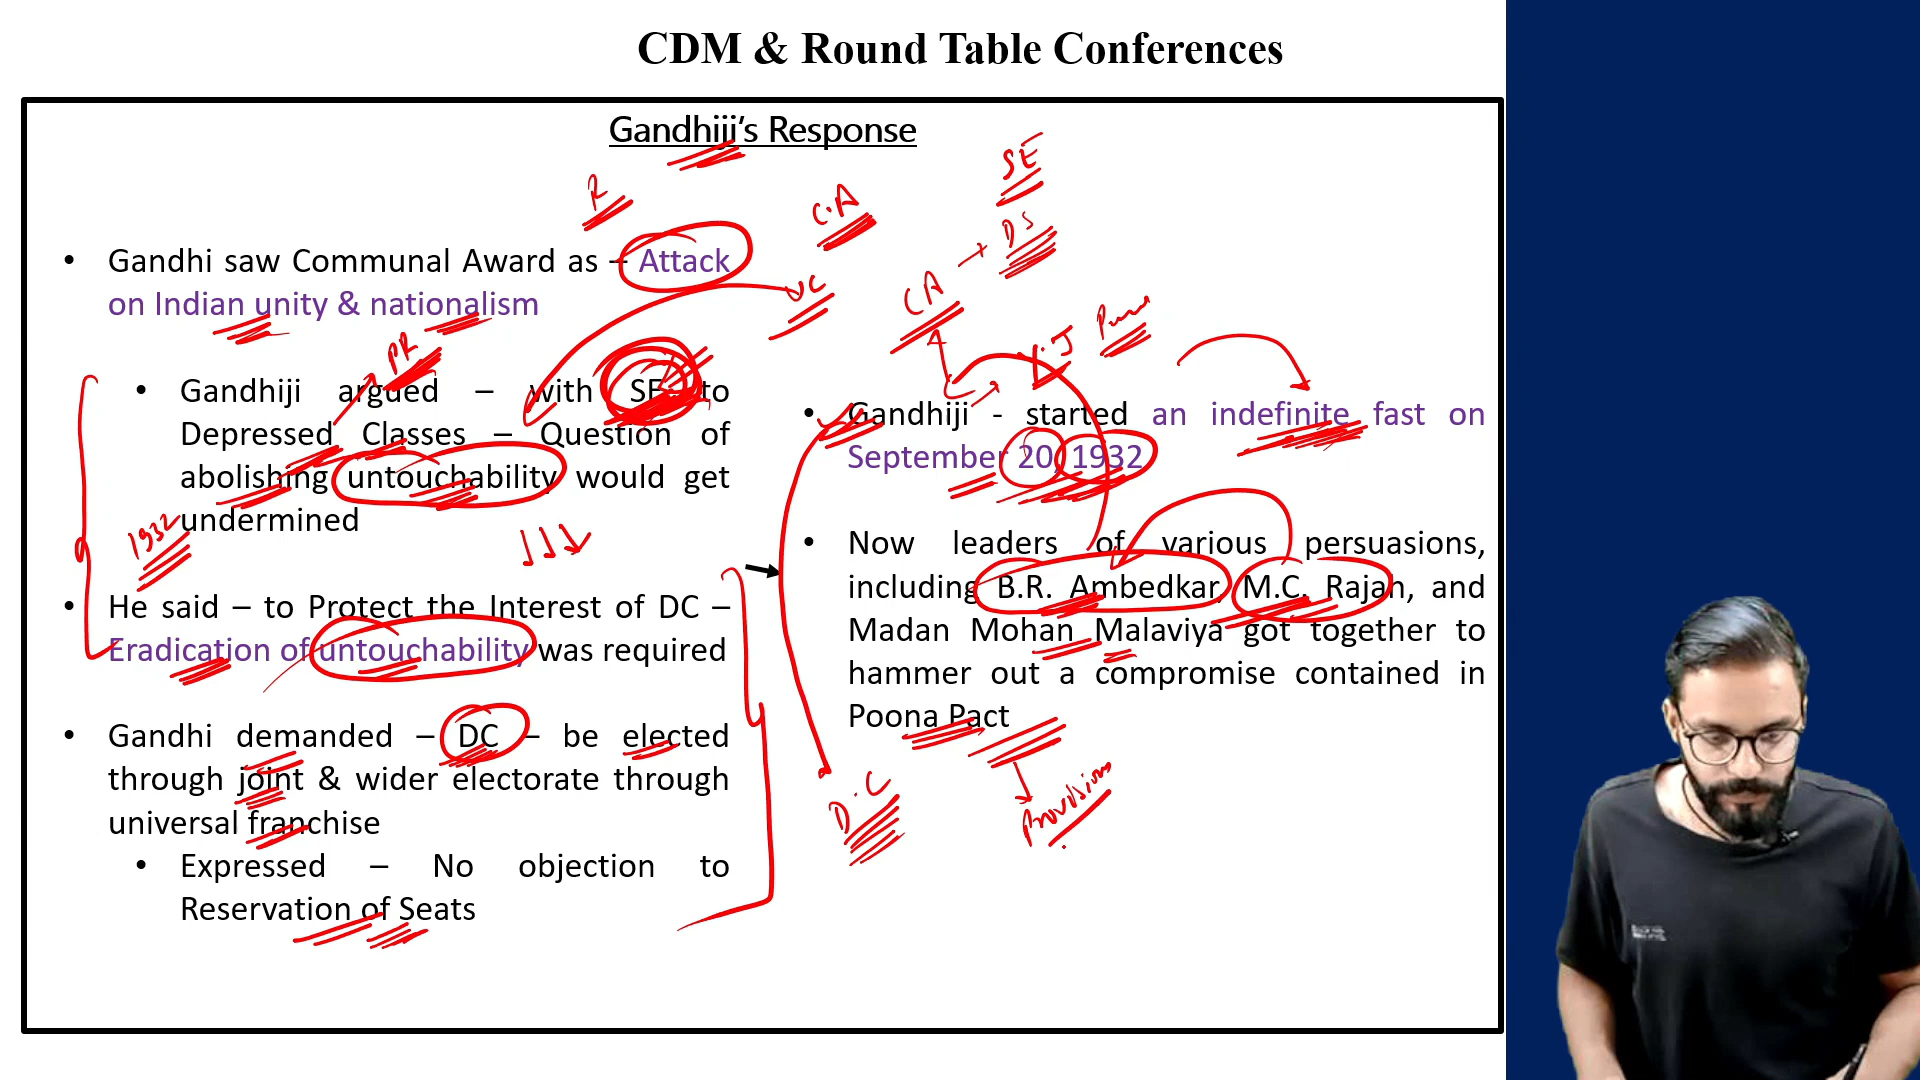 CDM & Round Table Conferences
Gandhiji's Response
SE
R
C.A
DS
• Gandhi saw Communal Award as – Attack
on Indian unity & nationalism
CA
PR
• Gandhiji argued – with SE to
Depressed Classes – Question of
abolishing untouchability would get
undermined
1932
• He said – to Protect the Interest of DC –
Eradication of untouchability was required
• Gandhi demanded – DC – be elected
through joint & wider electorate through
universal franchise
• Expressed – No objection to
Reservation of Seats
Y.J
• Gandhiji - started an indefinite fast on
September 20, 1932
• Now leaders of various persuasions,
including B.R. Ambedkar, M.C. Rajah, and
Madan Mohan Malaviya got together to
hammer out a compromise contained in
Poona Pact
D.C
Provisions